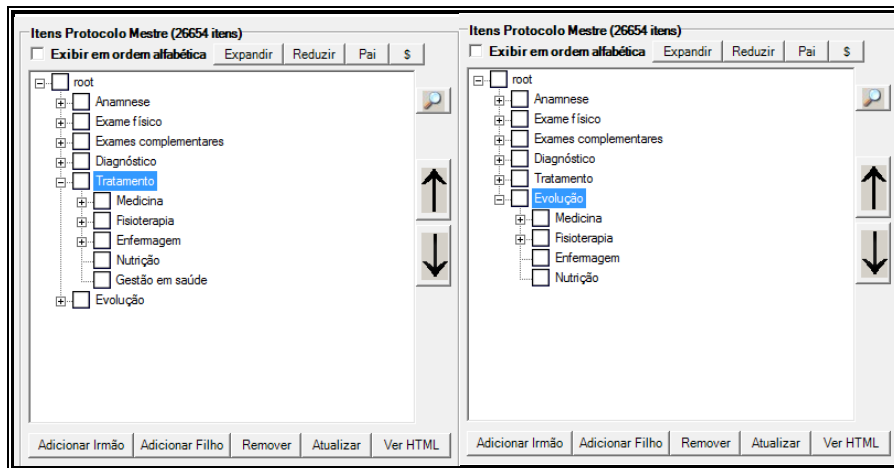 Itens Protocolo Mestre (26654 itens)
Exibir em ordem alfabética Expandir Reduzir Pai $
root
Anamnese
Exame físico
Exames complementares
Diagnóstico
Tratamento
Medicina
Fisioterapia
Enfermagem
Nutrição
Gestão em saúde
Evolução
Adicionar Irmão Adicionar Filho Remover Atualizar Ver HTML
Itens Protocolo Mestre (26654 itens)
Exibir em ordem alfabética Expandir Reduzir Pai $
root
Anamnese
Exame físico
Exames complementares
Diagnóstico
Tratamento
Evolução
Medicina
Fisioterapia
Enfermagem
Nutrição
Adicionar Irmão Adicionar Filho Remover Atualizar Ver HTML